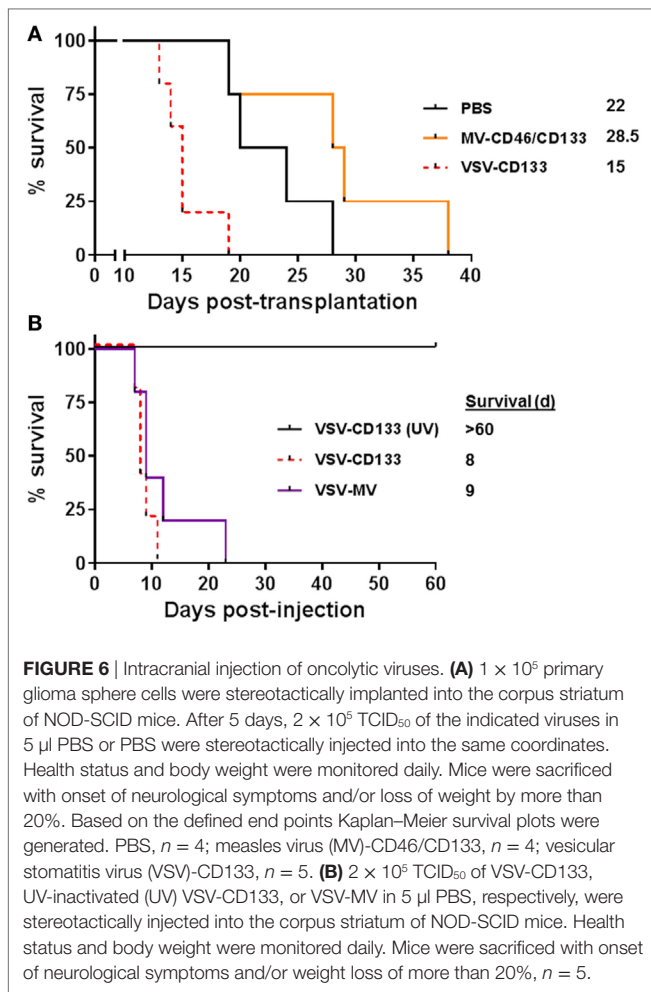 A
100
75
50
25
0
% survival
0 10 15 20 25 30 35 40
Days post-transplantation
PBS 22
MV-CD46/CD133 28.5
VSV-CD133 15
B
100
75
50
25
0
% survival
0 10 20 30 40 50 60
Days post-injection
Survival (d)
VSV-CD133 (UV) >60
VSV-CD133 8
VSV-MV 9
FIGURE 6 | Intracranial injection of oncolytic viruses. (A) 1 × 10⁵ primary
glioma sphere cells were stereotactically implanted into the corpus striatum
of NOD-SCID mice. After 5 days, 2 × 10⁵ TCID₅₀ of the indicated viruses in
5 µl PBS or PBS were stereotactically injected into the same coordinates.
Health status and body weight were monitored daily. Mice were sacrificed
with onset of neurological symptoms and/or loss of weight by more than
20%. Based on the defined end points Kaplan–Meier survival plots were
generated. PBS, n = 4; measles virus (MV)-CD46/CD133, n = 4; vesicular
stomatitis virus (VSV)-CD133, n = 5. (B) 2 × 10⁵ TCID₅₀ of VSV-CD133,
UV-inactivated (UV) VSV-CD133, or VSV-MV in 5 µl PBS, respectively, were
stereotactically injected into the corpus striatum of NOD-SCID mice. Health
status and body weight were monitored daily. Mice were sacrificed with onset
of neurological symptoms and/or weight loss of more than 20%, n = 5.